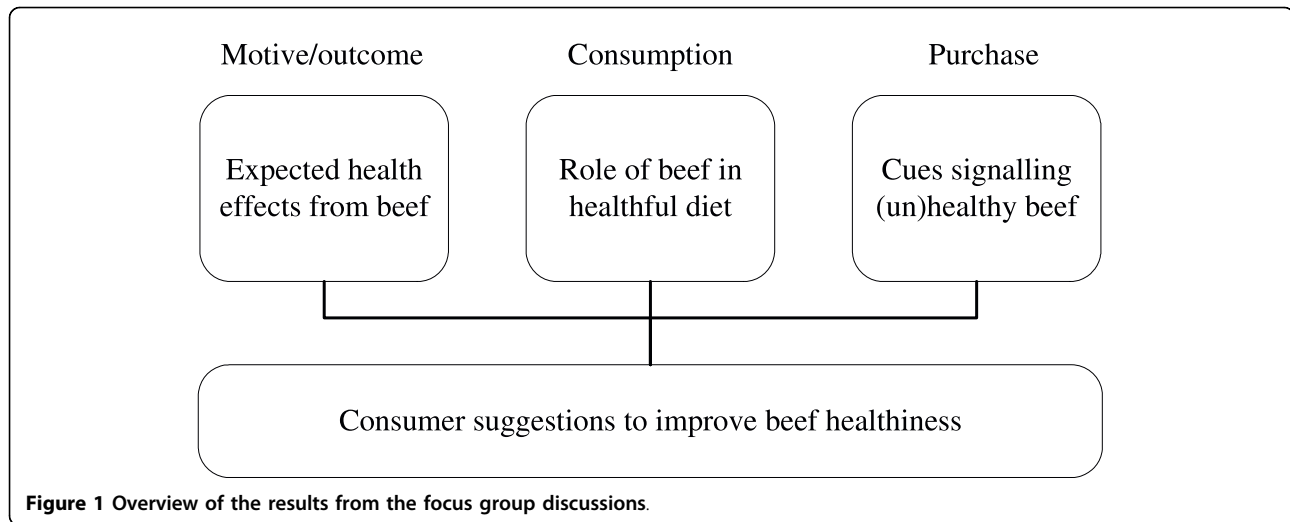 Motive/outcome Consumption Purchase
Expected health
effects from beef
Role of beef in
healthful diet
Cues signalling
(un)healthy beef
Consumer suggestions to improve beef healthiness
Figure 1 Overview of the results from the focus group discussions.